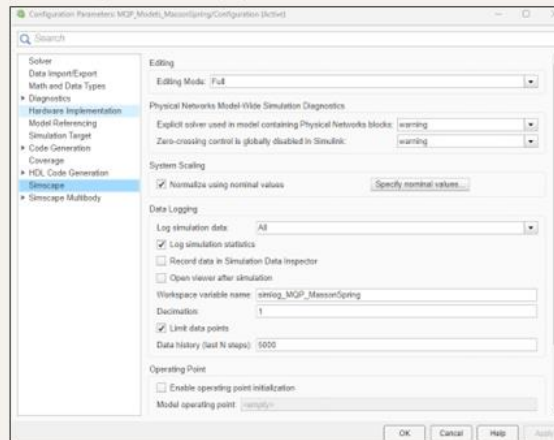 Configuration Parameters: MQP_Models_MassonSpring/Configuration (Active)
Search
Solver
Data Import/Export
Math and Data Types
Diagnostics
Hardware Implementation
Model Referencing
Simulation Target
Code Generation
Coverage
HDL Code Generation
Simscape
Simscape Multibody
Editing
Editing Mode: Full
Physical Networks Model-Wide Simulation Diagnostics
Explicit solver used in model containing Physical Networks blocks: warning
Zero-crossing control is globally disabled in Simulink: warning
System Scaling
Normalize using nominal values Specify nominal values...
Data Logging
Log simulation data: All
Log simulation statistics
Record data in Simulation Data Inspector
Open viewer after simulation
Workspace variable name: simlog_MQP_MassonSpring
Decimation: 1
Limit data points
Data history (last N steps): 5000
Operating Point
Enable operating point initialization
Model operating point: <empty>
OK Cancel Help Apply